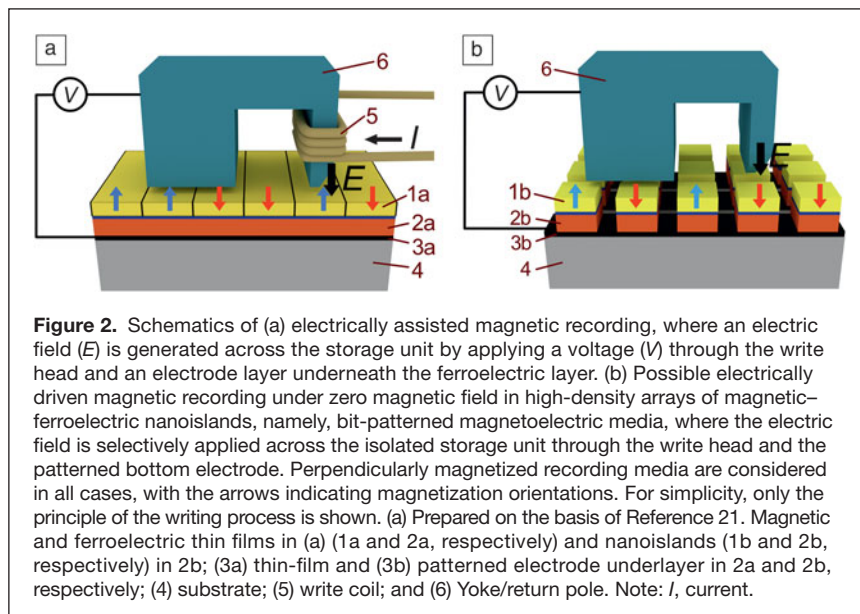 a
b
6
6
V
V
5
I
E
E
1a
1b
2a
2b
3a
3b
4
4
Figure 2. Schematics of (a) electrically assisted magnetic recording, where an electric
field (E) is generated across the storage unit by applying a voltage (V) through the write
head and an electrode layer underneath the ferroelectric layer. (b) Possible electrically
driven magnetic recording under zero magnetic field in high-density arrays of magnetic–
ferroelectric nanoislands, namely, bit-patterned magnetoelectric media, where the electric
field is selectively applied across the isolated storage unit through the write head and the
patterned bottom electrode. Perpendicularly magnetized recording media are considered
in all cases, with the arrows indicating magnetization orientations. For simplicity, only the
principle of the writing process is shown. (a) Prepared on the basis of Reference 21. Magnetic
and ferroelectric thin films in (a) (1a and 2a, respectively) and nanoislands (1b and 2b,
respectively) in 2b; (3a) thin-film and (3b) patterned electrode underlayer in 2a and 2b,
respectively; (4) substrate; (5) write coil; and (6) Yoke/return pole. Note: I, current.